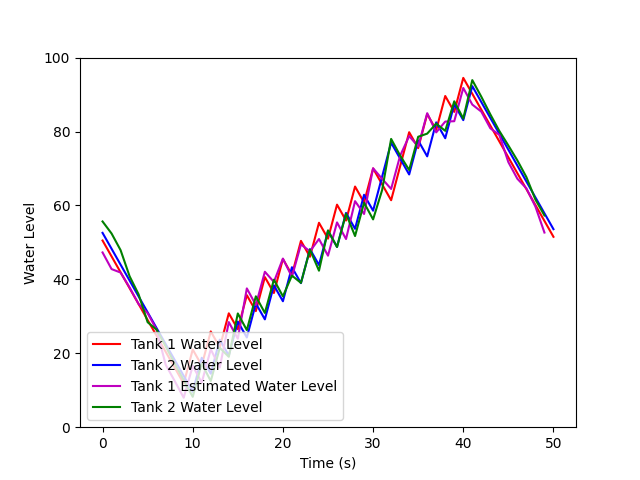 100
80
60
40
20
0
Water Level
Tank 1 Water Level
Tank 2 Water Level
Tank 1 Estimated Water Level
Tank 2 Water Level
0 10 20 30 40 50
Time (s)